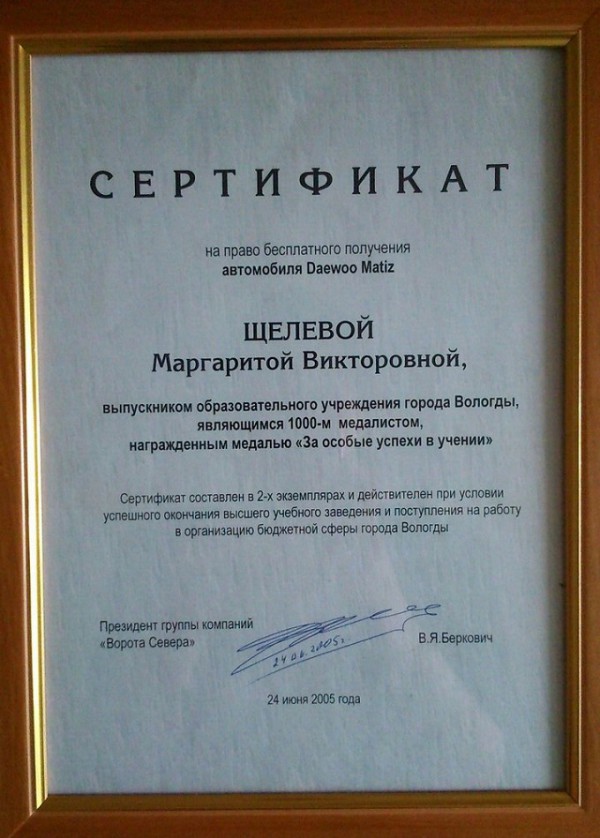 СЕРТИФИКАТ
на право бесплатного получения
автомобиля Daewoo Matiz
ЩЕЛЕВОЙ
Маргаритой Викторовной,
выпускником образовательного учреждения города Вологды,
являющимся 1000-м медалистом,
награжденным медалью «За особые успехи в учении»
Сертификат составлен в 2-х экземплярах и действителен при условии
успешного окончания высшего учебного заведения и поступления на работу
в организацию бюджетной сферы города Вологды
Президент группы компаний
«Ворота Севера»
В.Я.Беркович
24.06.2005г.
24 июня 2005 года